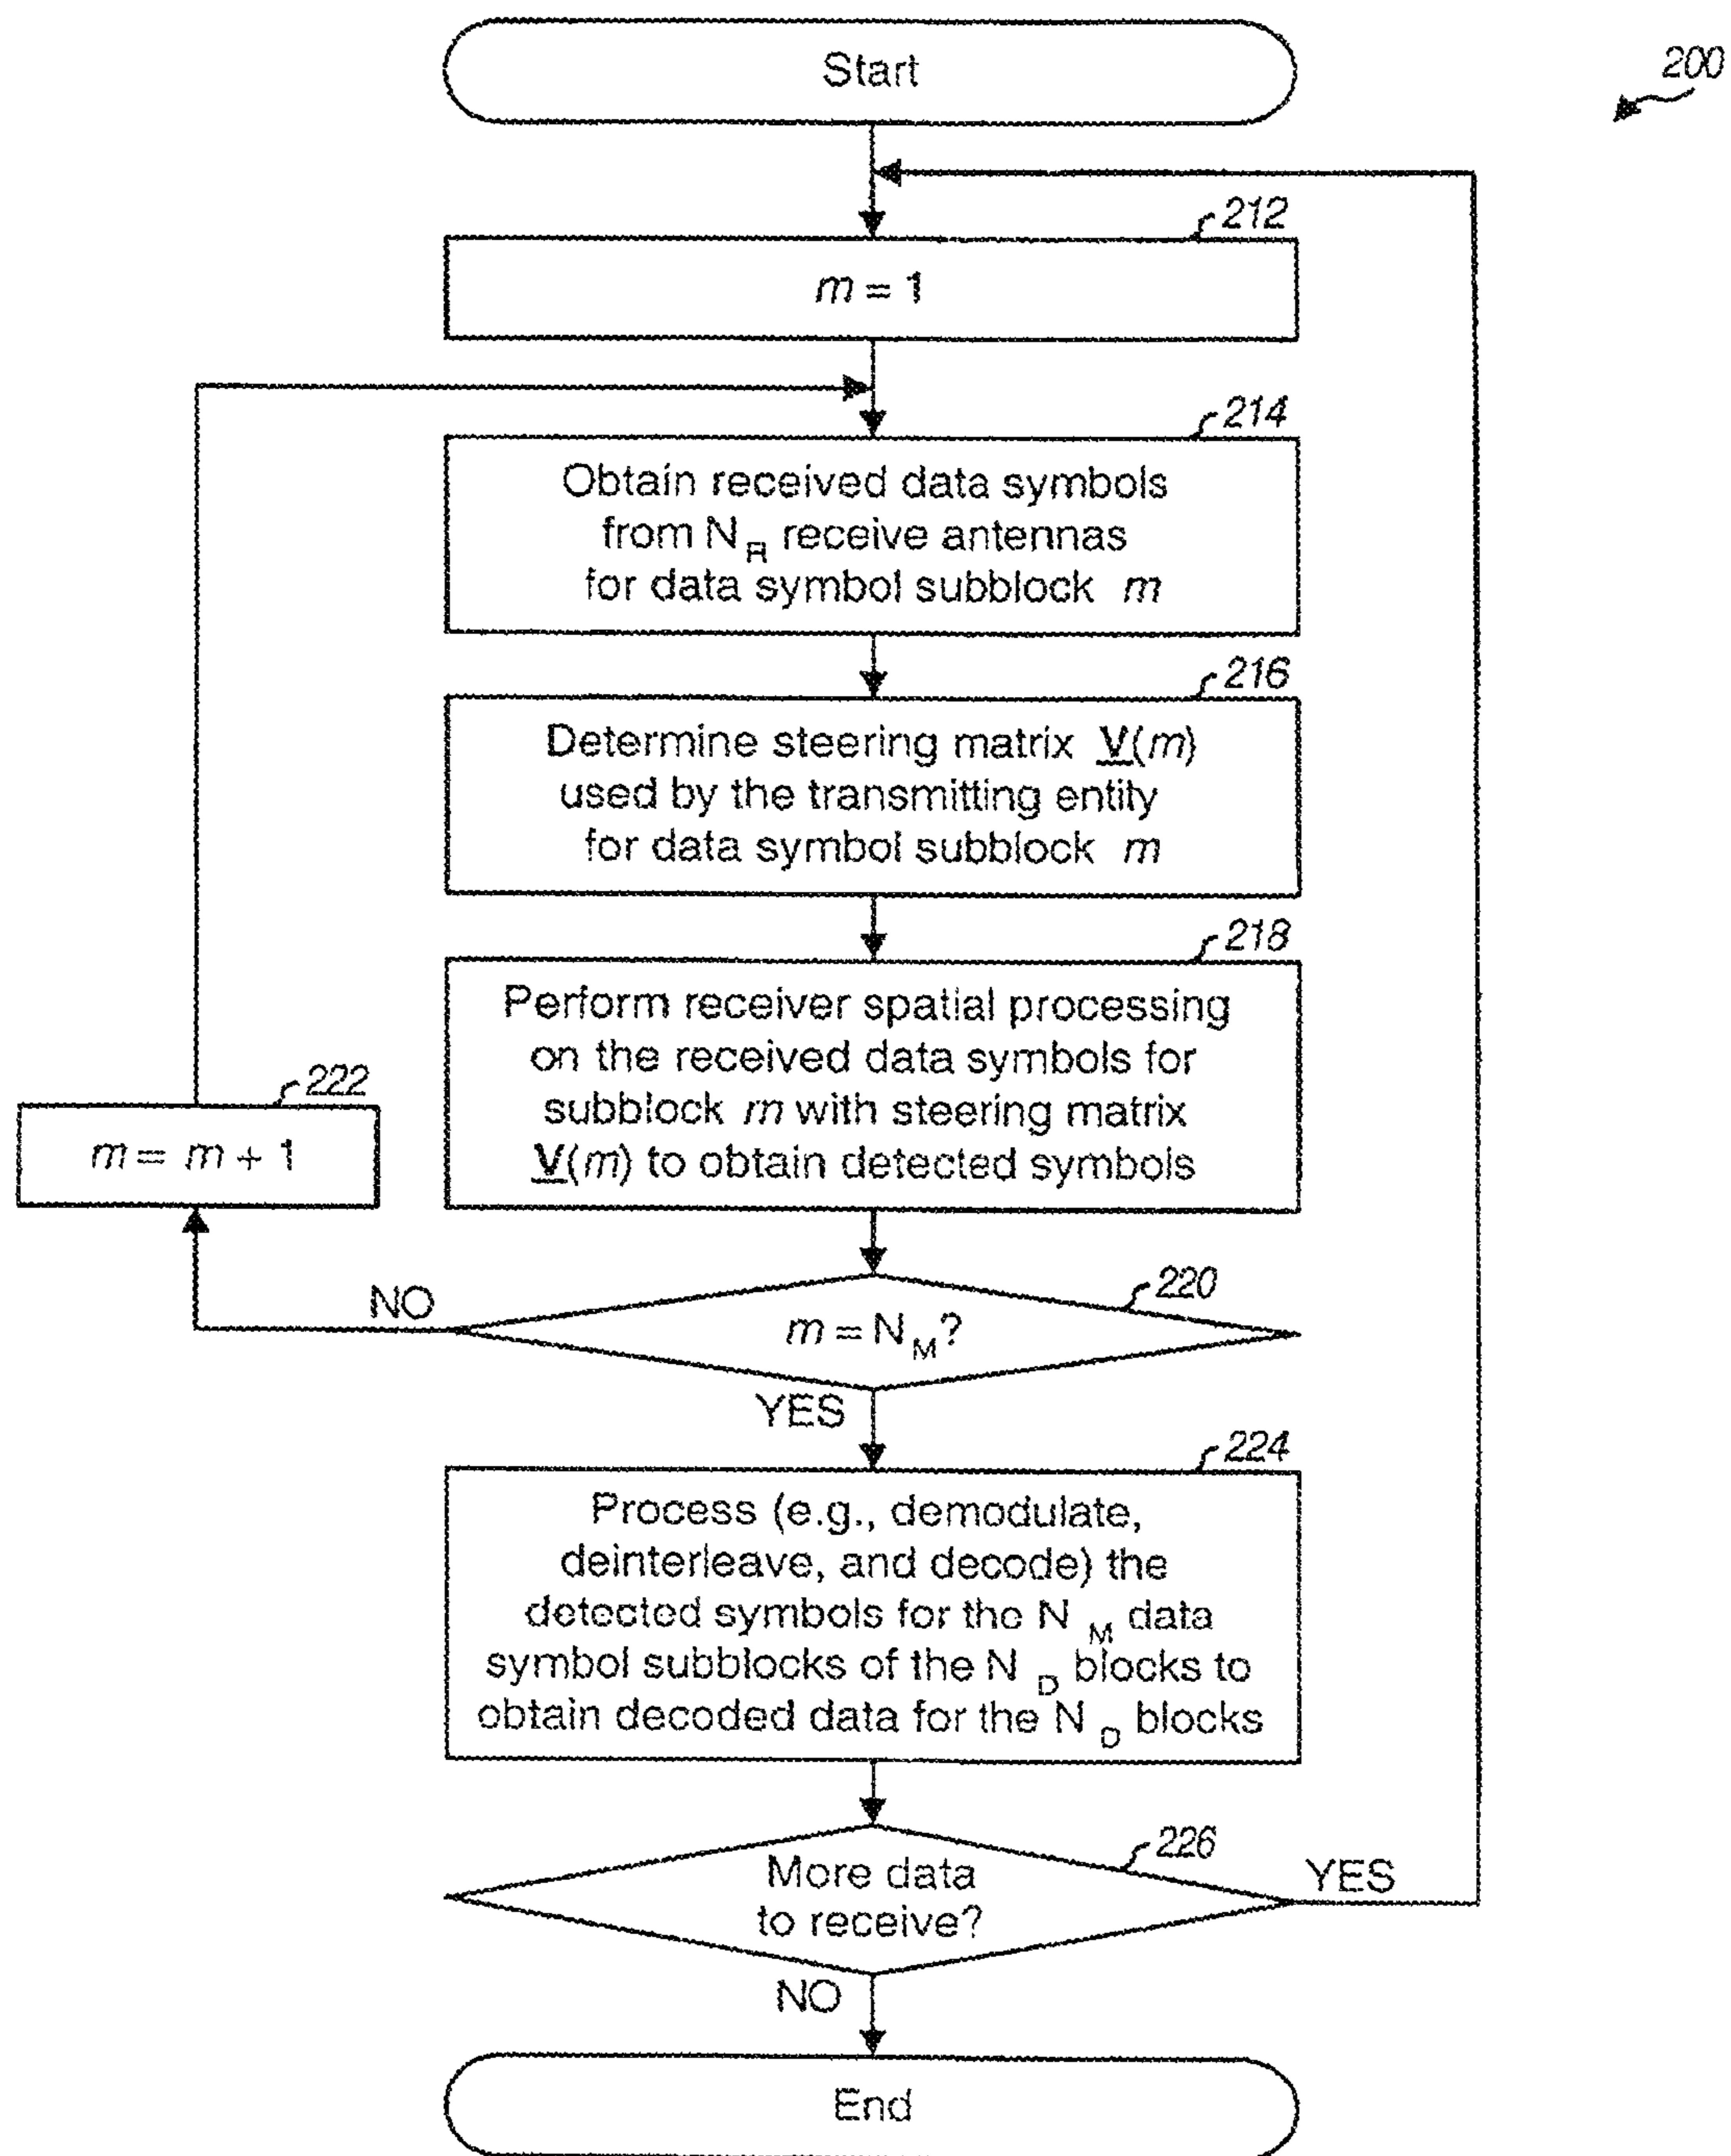 Start
200
212
m = 1
214
Obtain received data symbols
from N_R receive antennas
for data symbol subblock m
216
Determine steering matrix V(m)
used by the transmitting entity
for data symbol subblock m
218
Perform receiver spatial processing
on the received data symbols for
subblock m with steering matrix
V(m) to obtain detected symbols
222
m = m + 1
220
NO
m = N_M?
YES
224
Process (e.g., demodulate,
deinterleave, and decode) the
detected symbols for the N_M data
symbol subblocks of the N_D blocks to
obtain decoded data for the N_D blocks
226
More data
to receive?
YES
NO
End